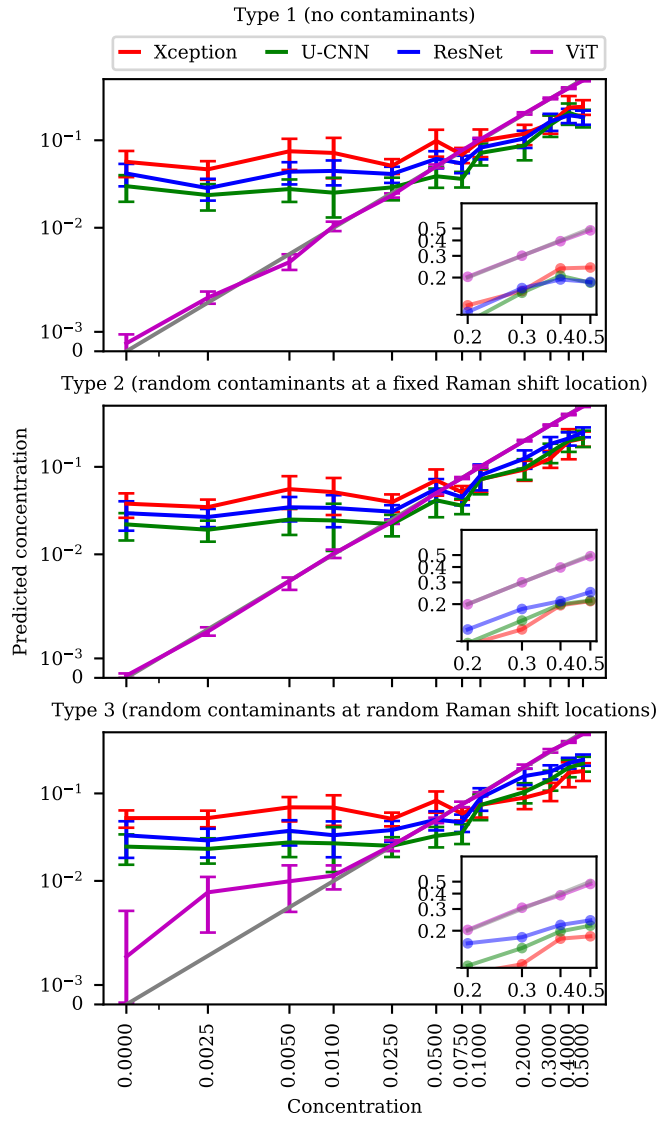 Type 1 (no contaminants)
Xception U-CNN ResNet ViT
10⁻¹
10⁻²
10⁻³
0
0.5
0.4
0.3
0.2
0.2 0.3 0.4 0.5
Type 2 (random contaminants at a fixed Raman shift location)
Predicted concentration
10⁻¹
10⁻²
10⁻³
0
0.5
0.4
0.3
0.2
0.2 0.3 0.4 0.5
Type 3 (random contaminants at random Raman shift locations)
10⁻¹
10⁻²
10⁻³
0
0.5
0.4
0.3
0.2
0.2 0.3 0.4 0.5
0.0000 0.0025 0.0050 0.0100 0.0250 0.0500 0.0750 0.1000 0.2000 0.3000 0.4000 0.5000
Concentration